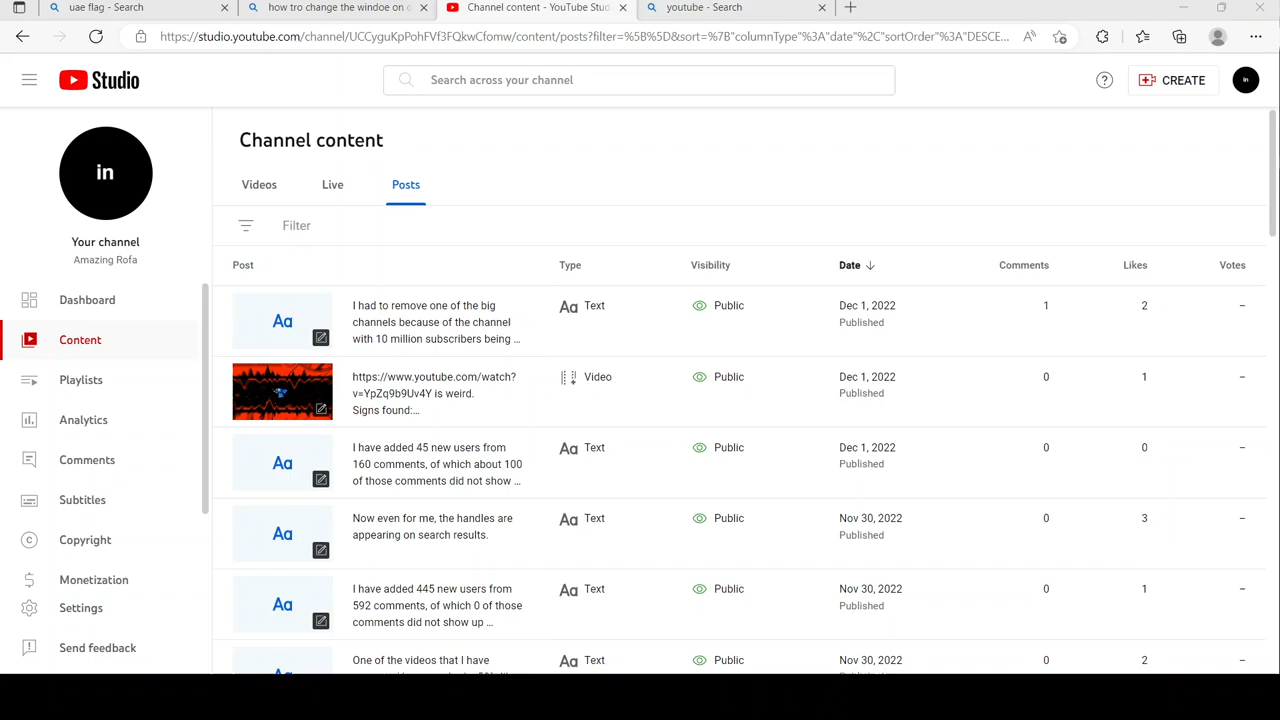 uae flag - Search
how tro change the windoe on c
Channel content - YouTube Stud
youtube - Search
https://studio.youtube.com/channel/UCCyguKpPohFVf3FQkwCfomw/content/posts?filter=%5B%5D&sort=%7B"columnType"%3A"date"%2C"sortOrder"%3A"DESCE...
Studio
Search across your channel
CREATE
in
in
Your channel
Amazing Rofa
Dashboard
Content
Playlists
Analytics
Comments
Subtitles
Copyright
Monetization
Settings
Send feedback
Channel content
Videos Live Posts
Filter
Post Type Visibility Date Comments Likes Votes
Aa
I had to remove one of the big
channels because of the channel
with 10 million subscribers being ...
Aa Text
Public
Dec 1, 2022
Published
1 2 –
https://www.youtube.com/watch?
v=YpZq9b9Uv4Y is weird.
Signs found:...
Video
Public
Dec 1, 2022
Published
0 1 –
Aa
I have added 45 new users from
160 comments, of which about 100
of those comments did not show ...
Aa Text
Public
Dec 1, 2022
Published
0 0 –
Aa
Now even for me, the handles are
appearing on search results.
Aa Text
Public
Nov 30, 2022
Published
0 3 –
Aa
I have added 445 new users from
592 comments, of which 0 of those
comments did not show up ...
Aa Text
Public
Nov 30, 2022
Published
0 1 –
Aa
One of the videos that I have
Aa Text
Public
Nov 30, 2022
0 2 –